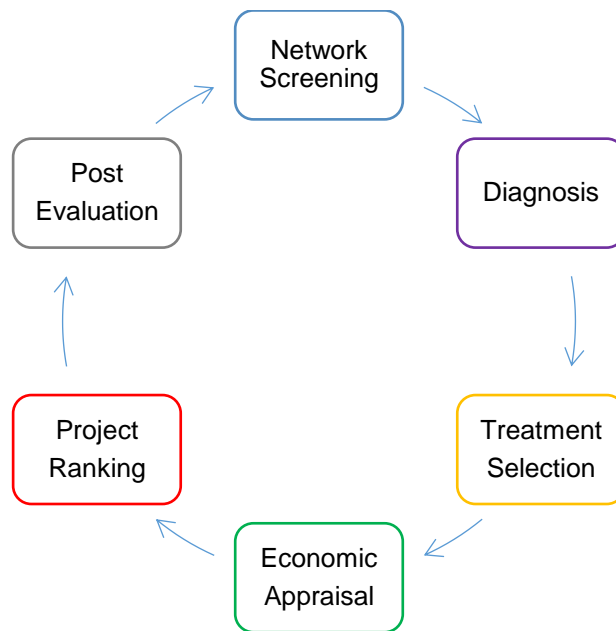 Network
Screening
Diagnosis
Treatment
Selection
Economic
Appraisal
Project
Ranking
Post
Evaluation